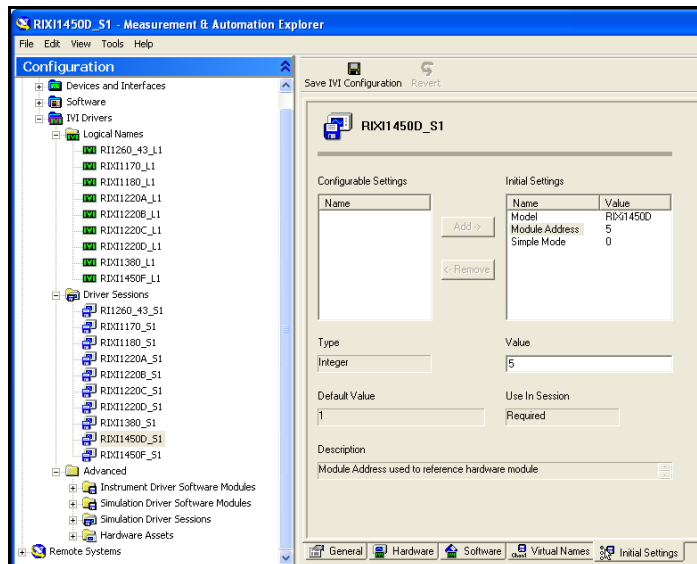 RIXI1450D_S1 - Measurement & Automation Explorer
File Edit View Tools Help
Configuration
Devices and Interfaces
Software
IVI Drivers
Logical Names
RI1260_43_L1
RIXI1170_L1
RIXI1180_L1
RIXI1220A_L1
RIXI1220B_L1
RIXI1220C_L1
RIXI1220D_L1
RIXI1380_L1
RIXI1450F_L1
Driver Sessions
RI1260_43_S1
RIXI1170_S1
RIXI1180_S1
RIXI1220A_S1
RIXI1220B_S1
RIXI1220C_S1
RIXI1220D_S1
RIXI1380_S1
RIXI1450D_S1
RIXI1450F_S1
Advanced
Instrument Driver Software Modules
Simulation Driver Software Modules
Simulation Driver Sessions
Hardware Assets
Remote Systems
Save IVI Configuration Revert
RIXI1450D_S1
Configurable Settings
Name
Add ->
<- Remove
Initial Settings
Name Value
Model RIXI1450D
Module Address 5
Simple Mode 0
Type Value
Integer 5
Default Value Use In Session
1 Required
Description
Module Address used to reference hardware module
General Hardware Software Virtual Names Initial Settings